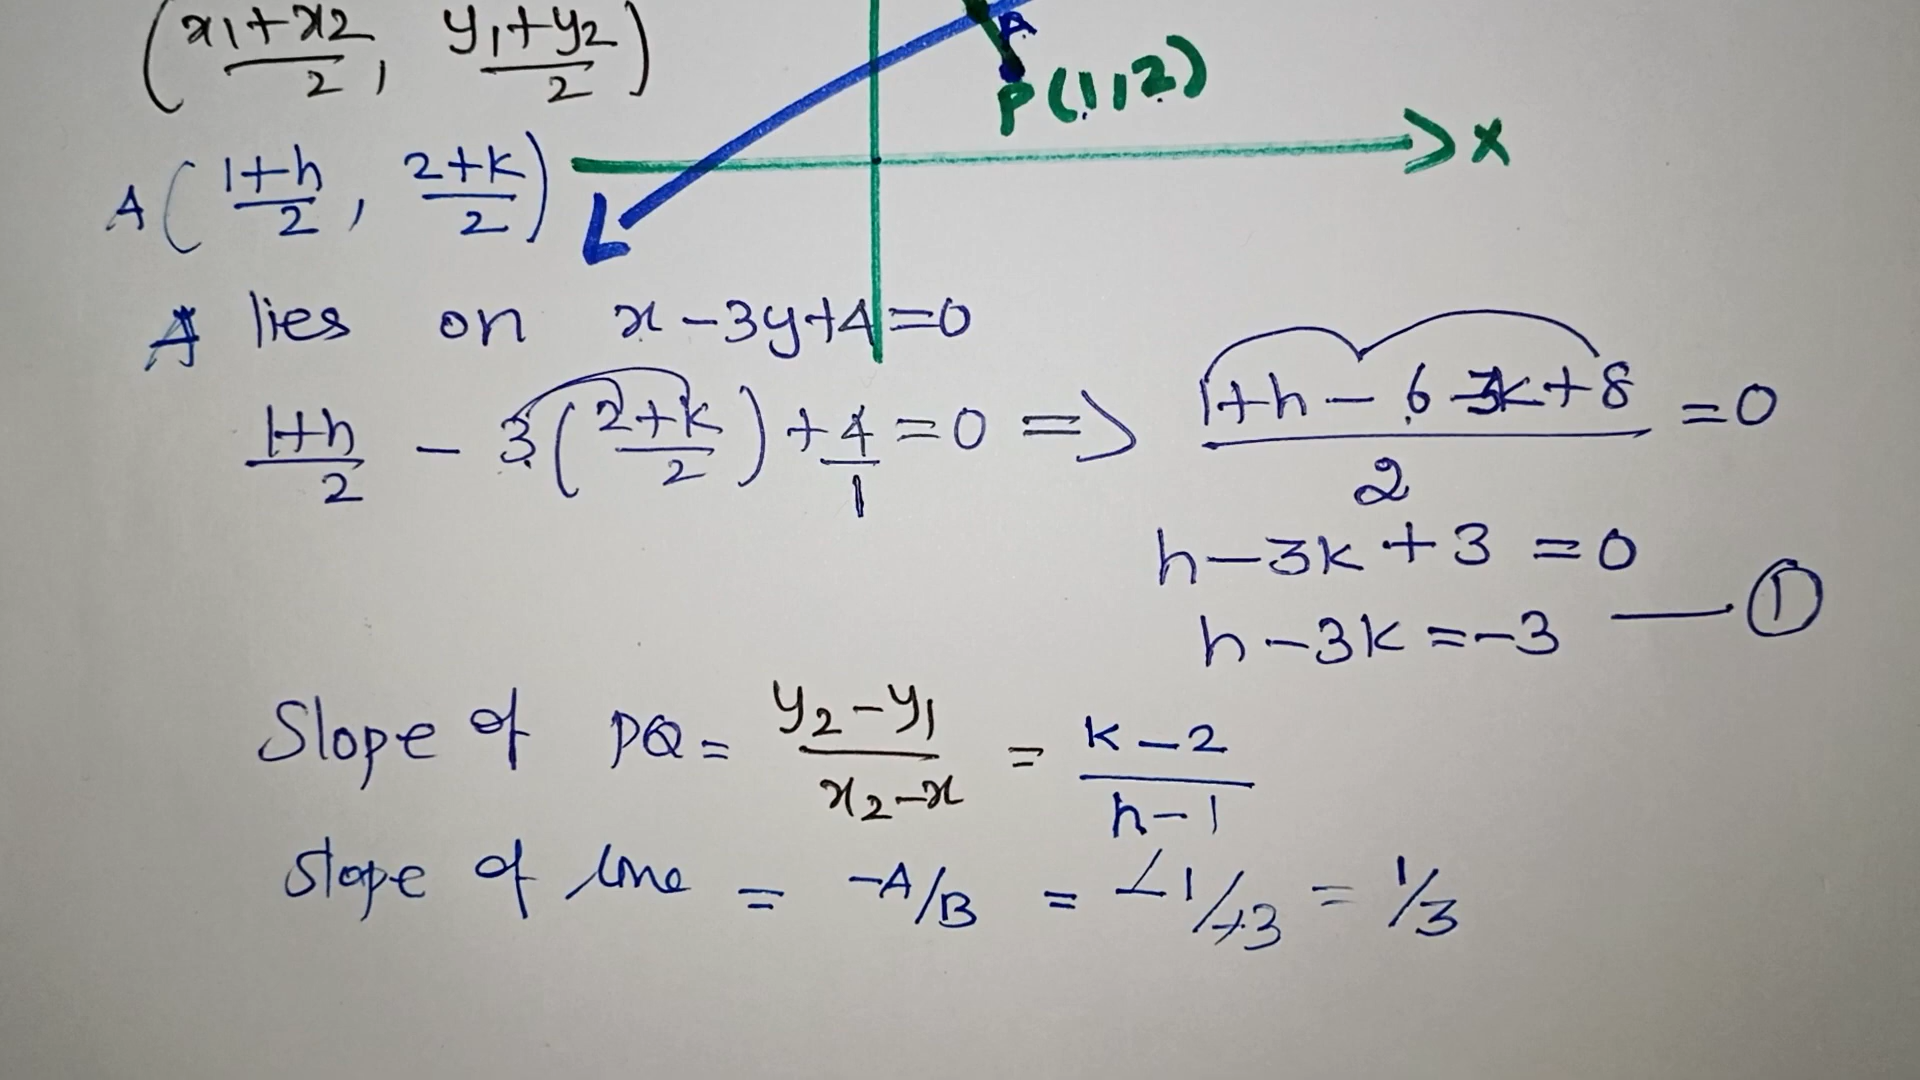 (x1+x2/2, y1+y2/2)
A
P(1,2)
X
A(1+h/2, 2+k/2)
A lies on x-3y+4=0
1+h/2 - 3(2+k/2) + 4/1 = 0 => 1+h-6-3k+8/2 = 0
h-3k+3=0
h-3k=-3 — ①
Slope of PQ = y2-y1/x2-x = k-2/h-1
slope of line = -A/B = -1/-3 = 1/3